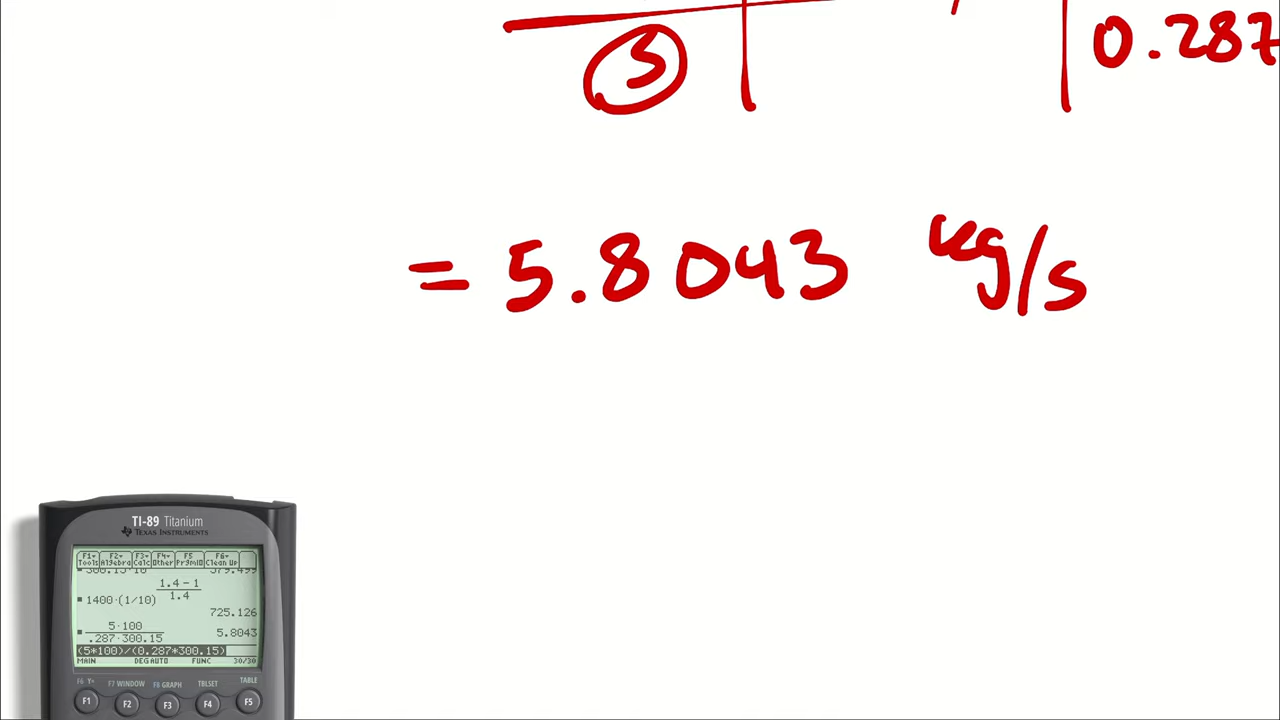 5
0.287
= 5.8043 kg/s
TI-89 Titanium
TEXAS INSTRUMENTS
F1 F2 F3 F4 F5 F6
Tools Algebra Calc Other PrgmIO Clean Up
1400·(1/10)^(1.4 - 1)/1.4
725.126
5·100
.287·300.15
5.8043
(5*100)/(0.287*300.15)
MAIN DEG AUTO FUNC 30/30
F6 Y= F7 WINDOW F8 GRAPH TBLSET TABLE
F1 F2 F3 F4 F5